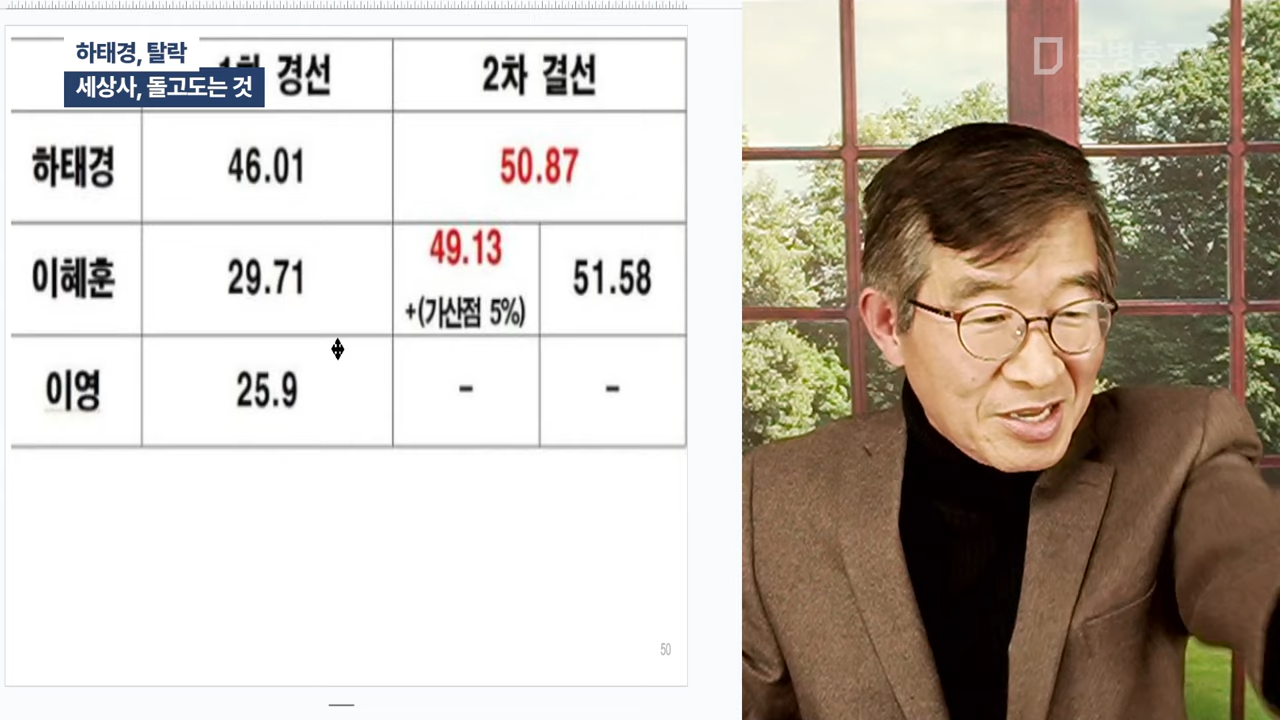 하태경, 탈락
세상사, 돌고도는 것
1차 경선 2차 결선
하태경 46.01 50.87
이혜훈 29.71 49.13 51.58
+(가산점 5%)
이영 25.9 - -
50